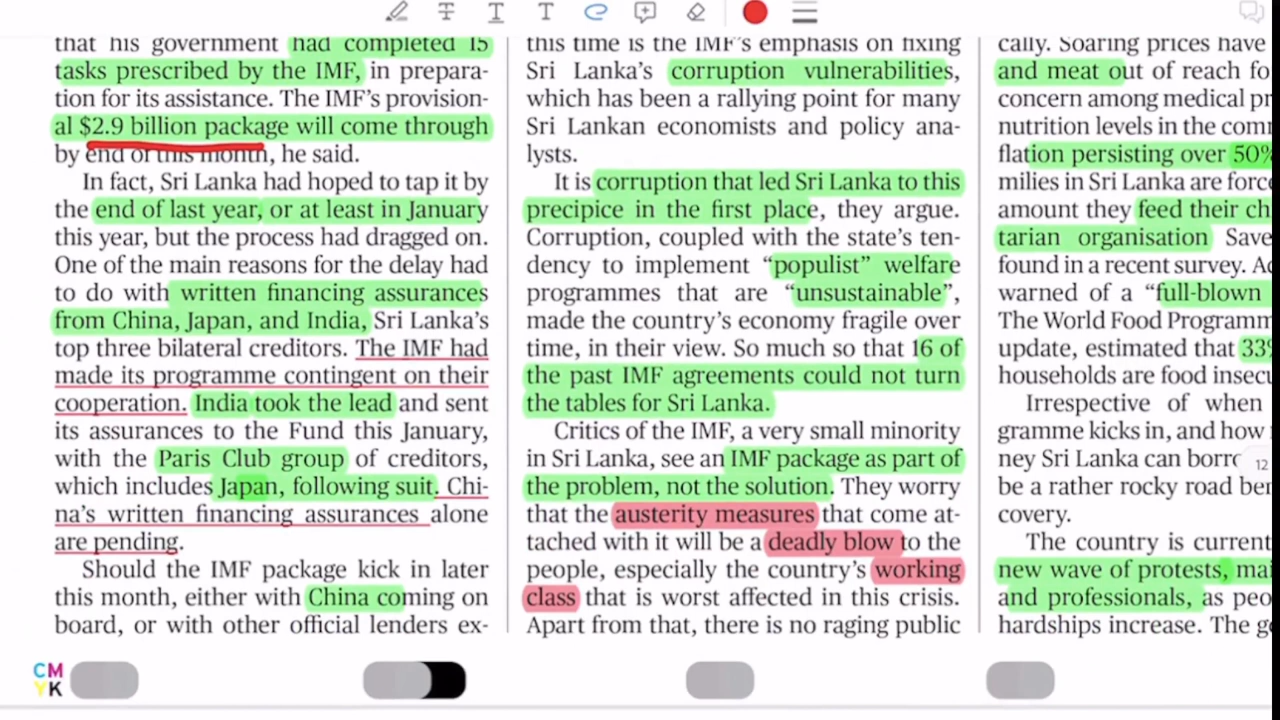 that his government had completed 15
tasks prescribed by the IMF, in prepara-
tion for its assistance. The IMF's provision-
al $2.9 billion package will come through
by end of this month, he said.
In fact, Sri Lanka had hoped to tap it by
the end of last year, or at least in January
this year, but the process had dragged on.
One of the main reasons for the delay had
to do with written financing assurances
from China, Japan, and India, Sri Lanka's
top three bilateral creditors. The IMF had
made its programme contingent on their
cooperation. India took the lead and sent
its assurances to the Fund this January,
with the Paris Club group of creditors,
which includes Japan, following suit. Chi-
na's written financing assurances alone
are pending.
Should the IMF package kick in later
this month, either with China coming on
board, or with other official lenders ex-
this time is the IMF's emphasis on fixing
Sri Lanka's corruption vulnerabilities,
which has been a rallying point for many
Sri Lankan economists and policy ana-
lysts.
It is corruption that led Sri Lanka to this
precipice in the first place, they argue.
Corruption, coupled with the state's ten-
dency to implement “populist” welfare
programmes that are “unsustainable”,
made the country's economy fragile over
time, in their view. So much so that 16 of
the past IMF agreements could not turn
the tables for Sri Lanka.
Critics of the IMF, a very small minority
in Sri Lanka, see an IMF package as part of
the problem, not the solution. They worry
that the austerity measures that come at-
tached with it will be a deadly blow to the
people, especially the country's working
class that is worst affected in this crisis.
Apart from that, there is no raging public
cally. Soaring prices have
and meat out of reach fo
concern among medical pr
nutrition levels in the com
flation persisting over 50%
milies in Sri Lanka are force
amount they feed their ch
tarian organisation Save
found in a recent survey. Ac
warned of a “full-blown
The World Food Programm
update, estimated that 33%
households are food insecu
Irrespective of when
gramme kicks in, and how
ney Sri Lanka can borro
be a rather rocky road ber
covery.
The country is current
new wave of protests, mai
and professionals, as peo
hardships increase. The g
12
CM
YK